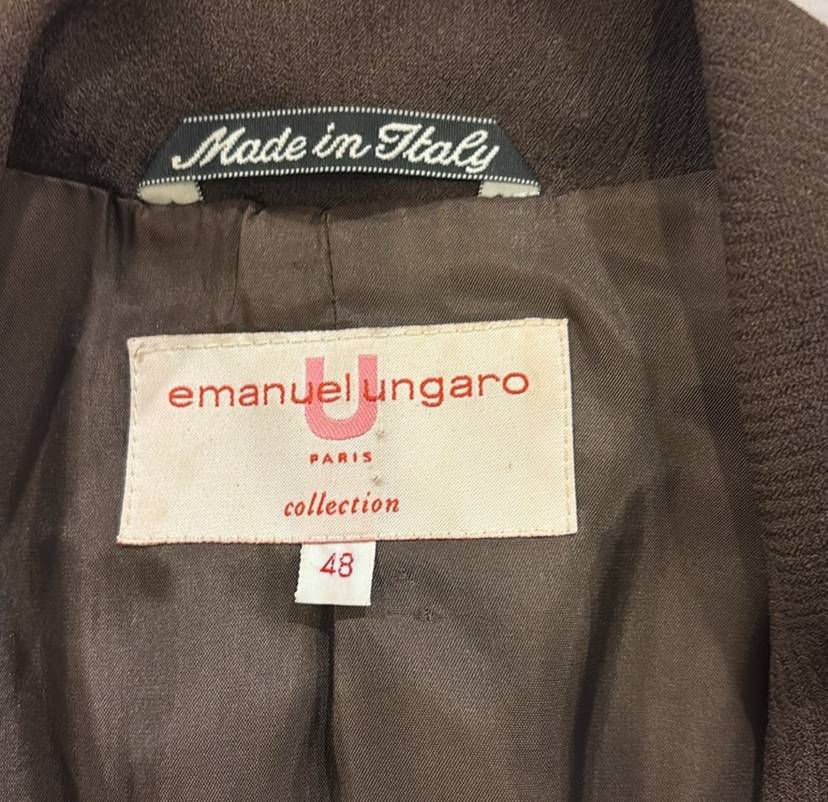 Made in Italy
U
emanuel ungaro
PARIS
collection
48